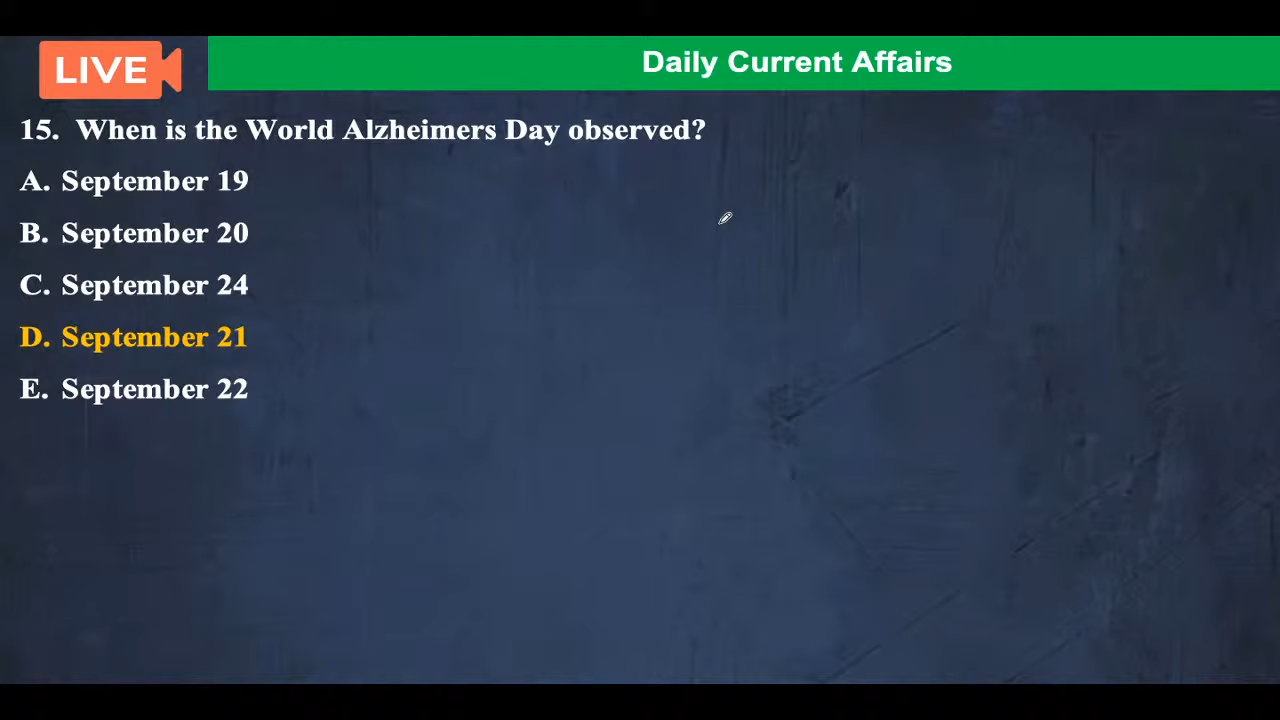 LIVE
Daily Current Affairs
15. When is the World Alzheimers Day observed?
A. September 19
B. September 20
C. September 24
D. September 21
E. September 22